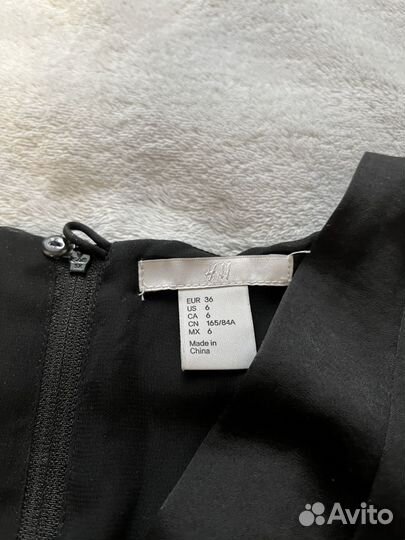 H&M
EUR 36
US 6
CA 6
CN 165/84A
MX 6
Made in
China
Avito